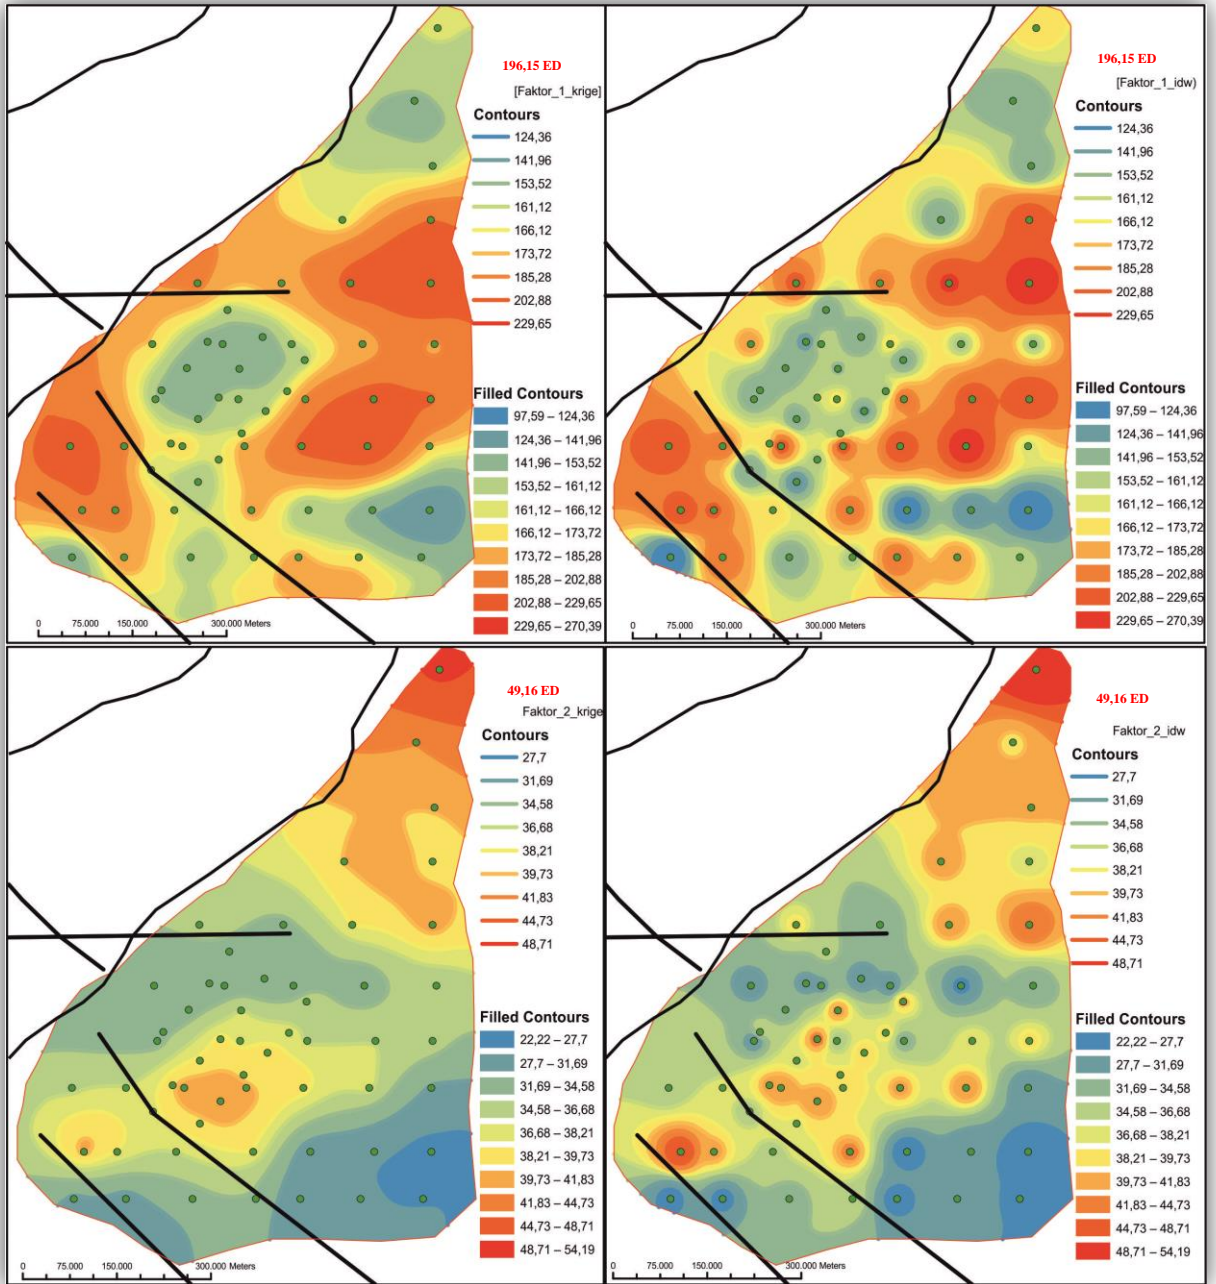 196,15 ED
[Faktor_1_krige]
Contours
124,36
141,96
153,52
161,12
166,12
173,72
185,28
202,88
229,65
Filled Contours
97,59 – 124,36
124,36 – 141,96
141,96 – 153,52
153,52 – 161,12
161,12 – 166,12
166,12 – 173,72
173,72 – 185,28
185,28 – 202,88
202,88 – 229,65
229,65 – 270,39
0 75.000 150.000 300.000 Meters
196,15 ED
[Faktor_1_idw)
Contours
124,36
141,96
153,52
161,12
166,12
173,72
185,28
202,88
229,65
Filled Contours
97,59 – 124,36
124,36 – 141,96
141,96 – 153,52
153,52 – 161,12
161,12 – 166,12
166,12 – 173,72
173,72 – 185,28
185,28 – 202,88
202,88 – 229,65
229,65 – 270,39
0 75.000 150.000 300.000 Meters
49,16 ED
Faktor_2_krige
Contours
27,7
31,69
34,58
36,68
38,21
39,73
41,83
44,73
48,71
Filled Contours
22,22 – 27,7
27,7 – 31,69
31,69 – 34,58
34,58 – 36,68
36,68 – 38,21
38,21 – 39,73
39,73 – 41,83
41,83 – 44,73
44,73 – 48,71
48,71 – 54,19
0 75.000 150.000 300.000 Meters
49,16 ED
Faktor_2_idw
Contours
27,7
31,69
34,58
36,68
38,21
39,73
41,83
44,73
48,71
Filled Contours
22,22 – 27,7
27,7 – 31,69
31,69 – 34,58
34,58 – 36,68
36,68 – 38,21
38,21 – 39,73
39,73 – 41,83
41,83 – 44,73
44,73 – 48,71
48,71 – 54,19
0 75.000 150.000 300.000 Meters